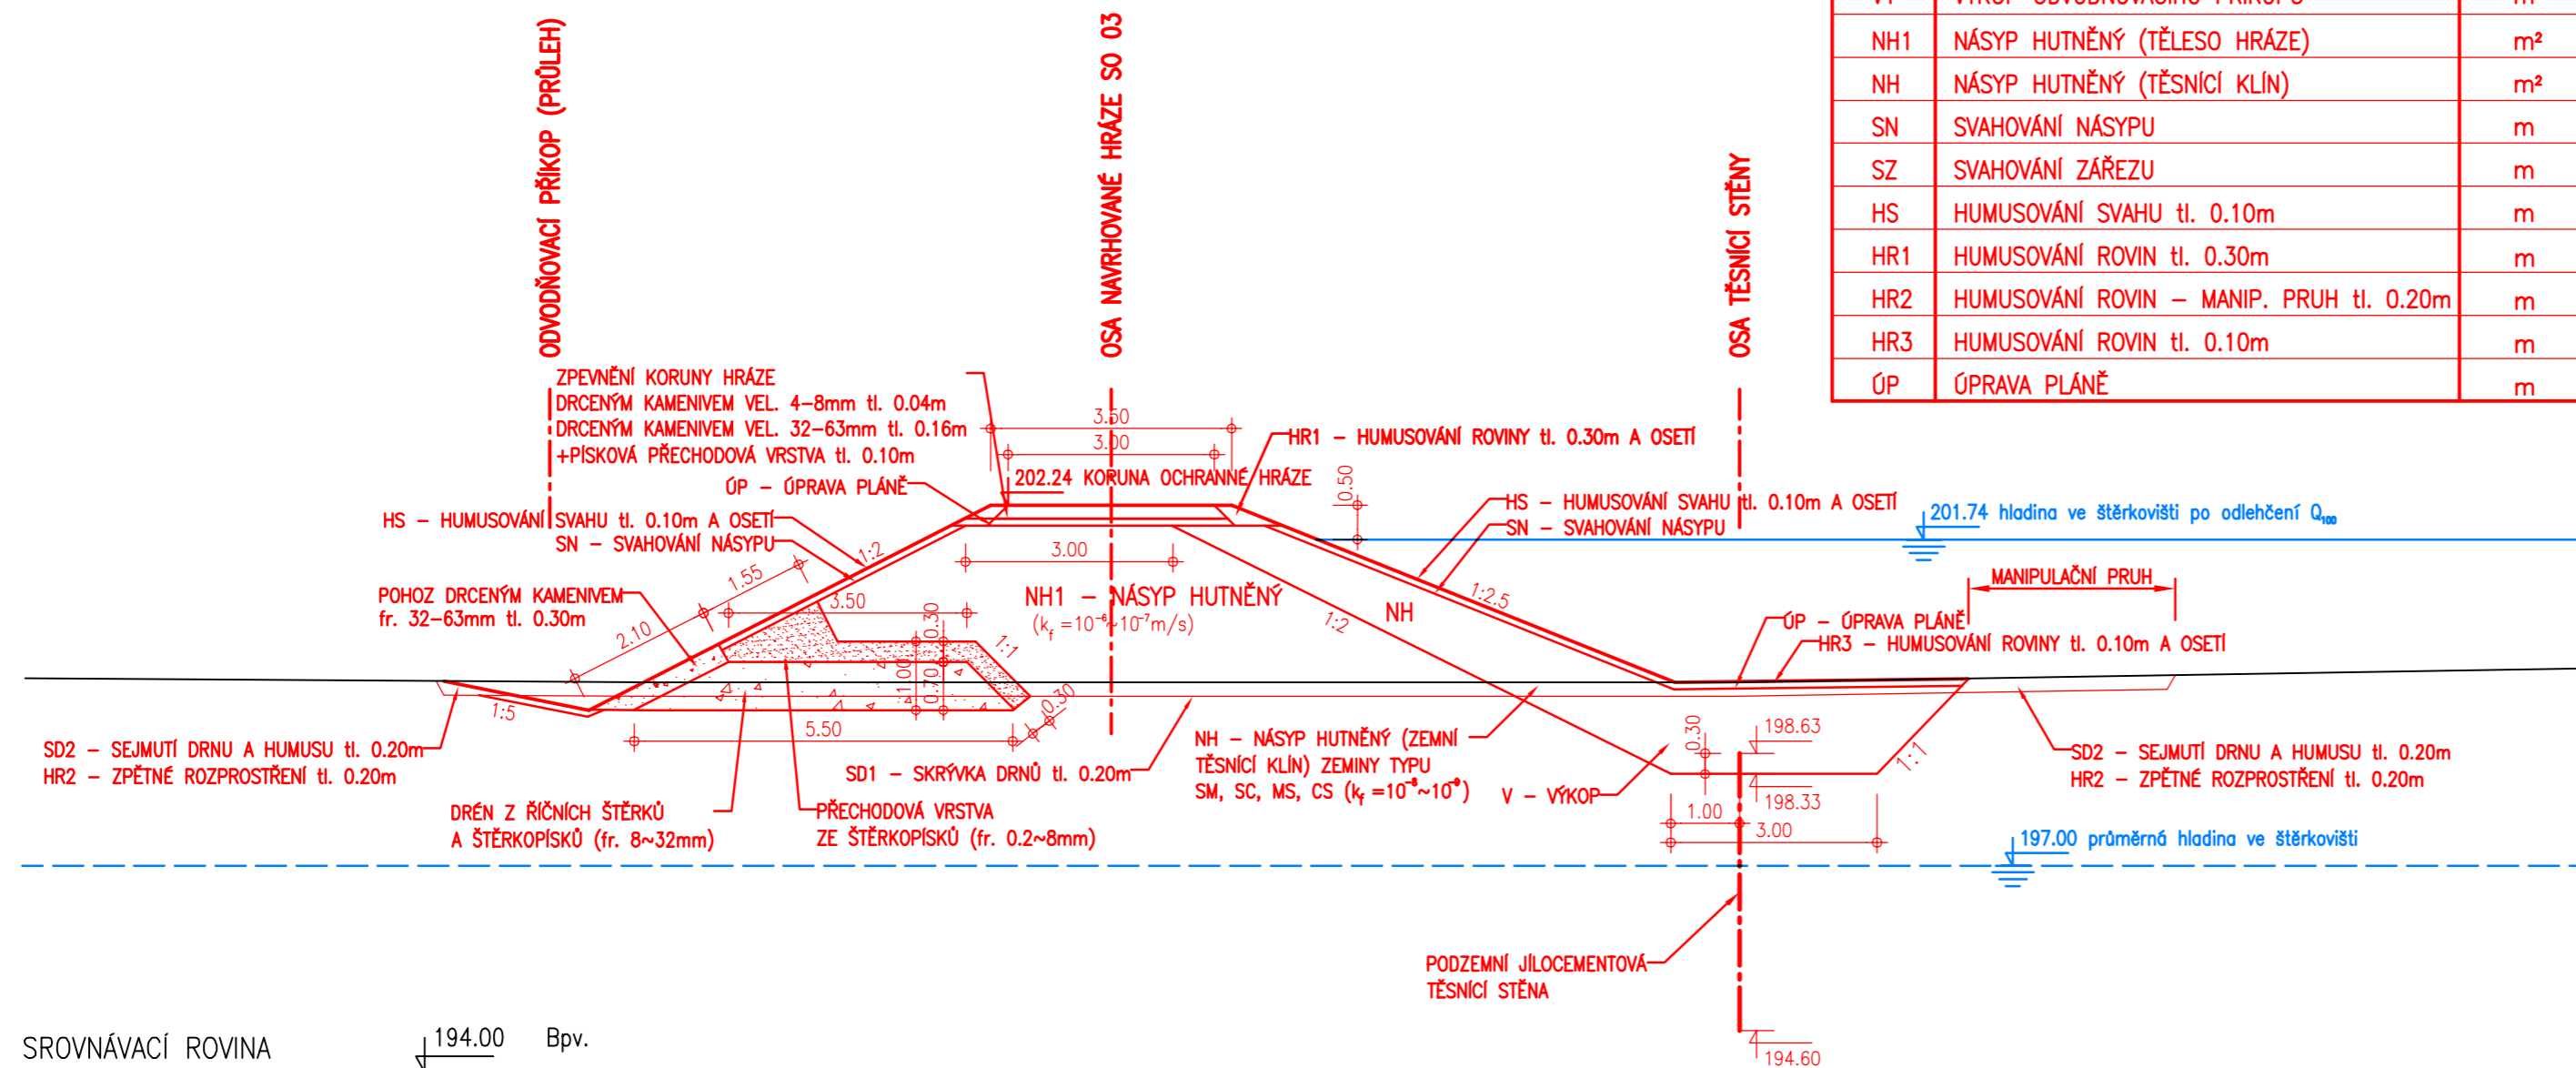 ODVODŇOVACÍ PŘÍKOP (PRŮLEH)
OSA NAVRHOVANÉ HRÁZE SO 03
OSA TĚSNÍCÍ STĚNY
NH1 NÁSYP HUTNĚNÝ (TĚLESO HRÁZE) m²
NH NÁSYP HUTNĚNÝ (TĚSNÍCÍ KLÍN) m²
SN SVAHOVÁNÍ NÁSYPU m
SZ SVAHOVÁNÍ ZÁŘEZU m
HS HUMUSOVÁNÍ SVAHU tl. 0.10m m
HR1 HUMUSOVÁNÍ ROVIN tl. 0.30m m
HR2 HUMUSOVÁNÍ ROVIN – MANIP. PRUH tl. 0.20m m
HR3 HUMUSOVÁNÍ ROVIN tl. 0.10m m
ÚP ÚPRAVA PLÁNĚ m
ZPEVNĚNÍ KORUNY HRÁZE
DRCENÝM KAMENIVEM VEL. 4–8mm tl. 0.04m
DRCENÝM KAMENIVEM VEL. 32–63mm tl. 0.16m
+PÍSKOVÁ PŘECHODOVÁ VRSTVA tl. 0.10m
ÚP – ÚPRAVA PLÁNĚ
HS – HUMUSOVÁNÍ SVAHU tl. 0.10m A OSETÍ
SN – SVAHOVÁNÍ NÁSYPU
POHOZ DRCENÝM KAMENIVEM
fr. 32–63mm tl. 0.30m
3.50
3.00
202.24 KORUNA OCHRANNÉ HRÁZE
HR1 – HUMUSOVÁNÍ ROVINY tl. 0.30m A OSETÍ
0.50
HS – HUMUSOVÁNÍ SVAHU tl. 0.10m A OSETÍ
SN – SVAHOVÁNÍ NÁSYPU
201.74 hladina ve štěrkovišti po odlehčení Q₁₀₀
MANIPULAČNÍ PRUH
1:2
3.00
1.55
2.10
3.50
0.30
1.00
0.70
1:1
0.30
NH1 – NÁSYP HUTNĚNÝ
(kf =10⁻⁶~10⁻⁷m/s)
1:2
NH
1:2.5
ÚP – ÚPRAVA PLÁNĚ
HR3 – HUMUSOVÁNÍ ROVINY tl. 0.10m A OSETÍ
1:5
5.50
SD2 – SEJMUTÍ DRNU A HUMUSU tl. 0.20m
HR2 – ZPĚTNÉ ROZPROSTŘENÍ tl. 0.20m
DRÉN Z ŘÍČNÍCH ŠTĚRKŮ
A ŠTĚRKOPÍSKŮ (fr. 8~32mm)
SD1 – SKRÝVKA DRNŮ tl. 0.20m
PŘECHODOVÁ VRSTVA
ZE ŠTĚRKOPÍSKŮ (fr. 0.2~8mm)
NH – NÁSYP HUTNĚNÝ (ZEMNÍ
TĚSNÍCÍ KLÍN) ZEMINY TYPU
SM, SC, MS, CS (kf =10⁻⁸~10⁻⁹)
V – VÝKOP
0.30
198.63
198.33
1.00
3.00
1:1
SD2 – SEJMUTÍ DRNU A HUMUSU tl. 0.20m
HR2 – ZPĚTNÉ ROZPROSTŘENÍ tl. 0.20m
197.00 průměrná hladina ve štěrkovišti
PODZEMNÍ JÍLOCEMENTOVÁ
TĚSNÍCÍ STĚNA
194.60
SROVNÁVACÍ ROVINA 194.00 Bpv.